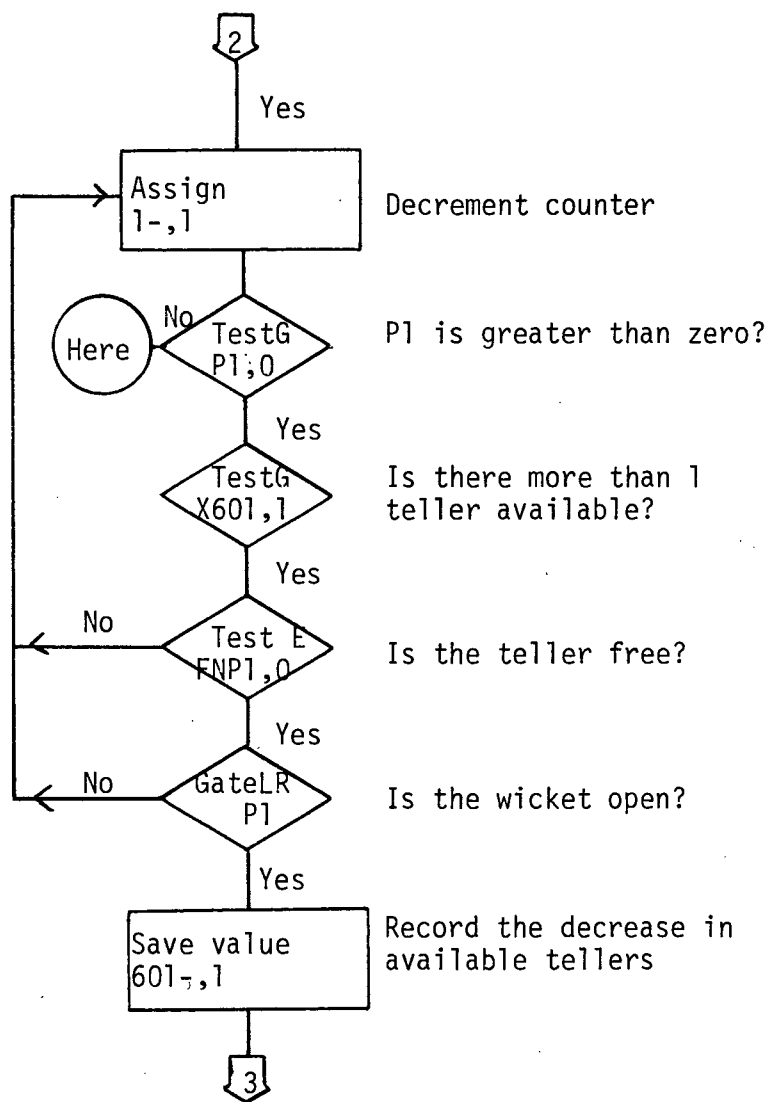 2
Yes
Assign
1-,1
Decrement counter
No
Here
TestG
P1,0
P1 is greater than zero?
Yes
TestG
X601,1
Is there more than 1
teller available?
Yes
No
Test E
FNP1,0
Is the teller free?
Yes
No
GateLR
P1
Is the wicket open?
Yes
Save value
601-,1
Record the decrease in
available tellers
3